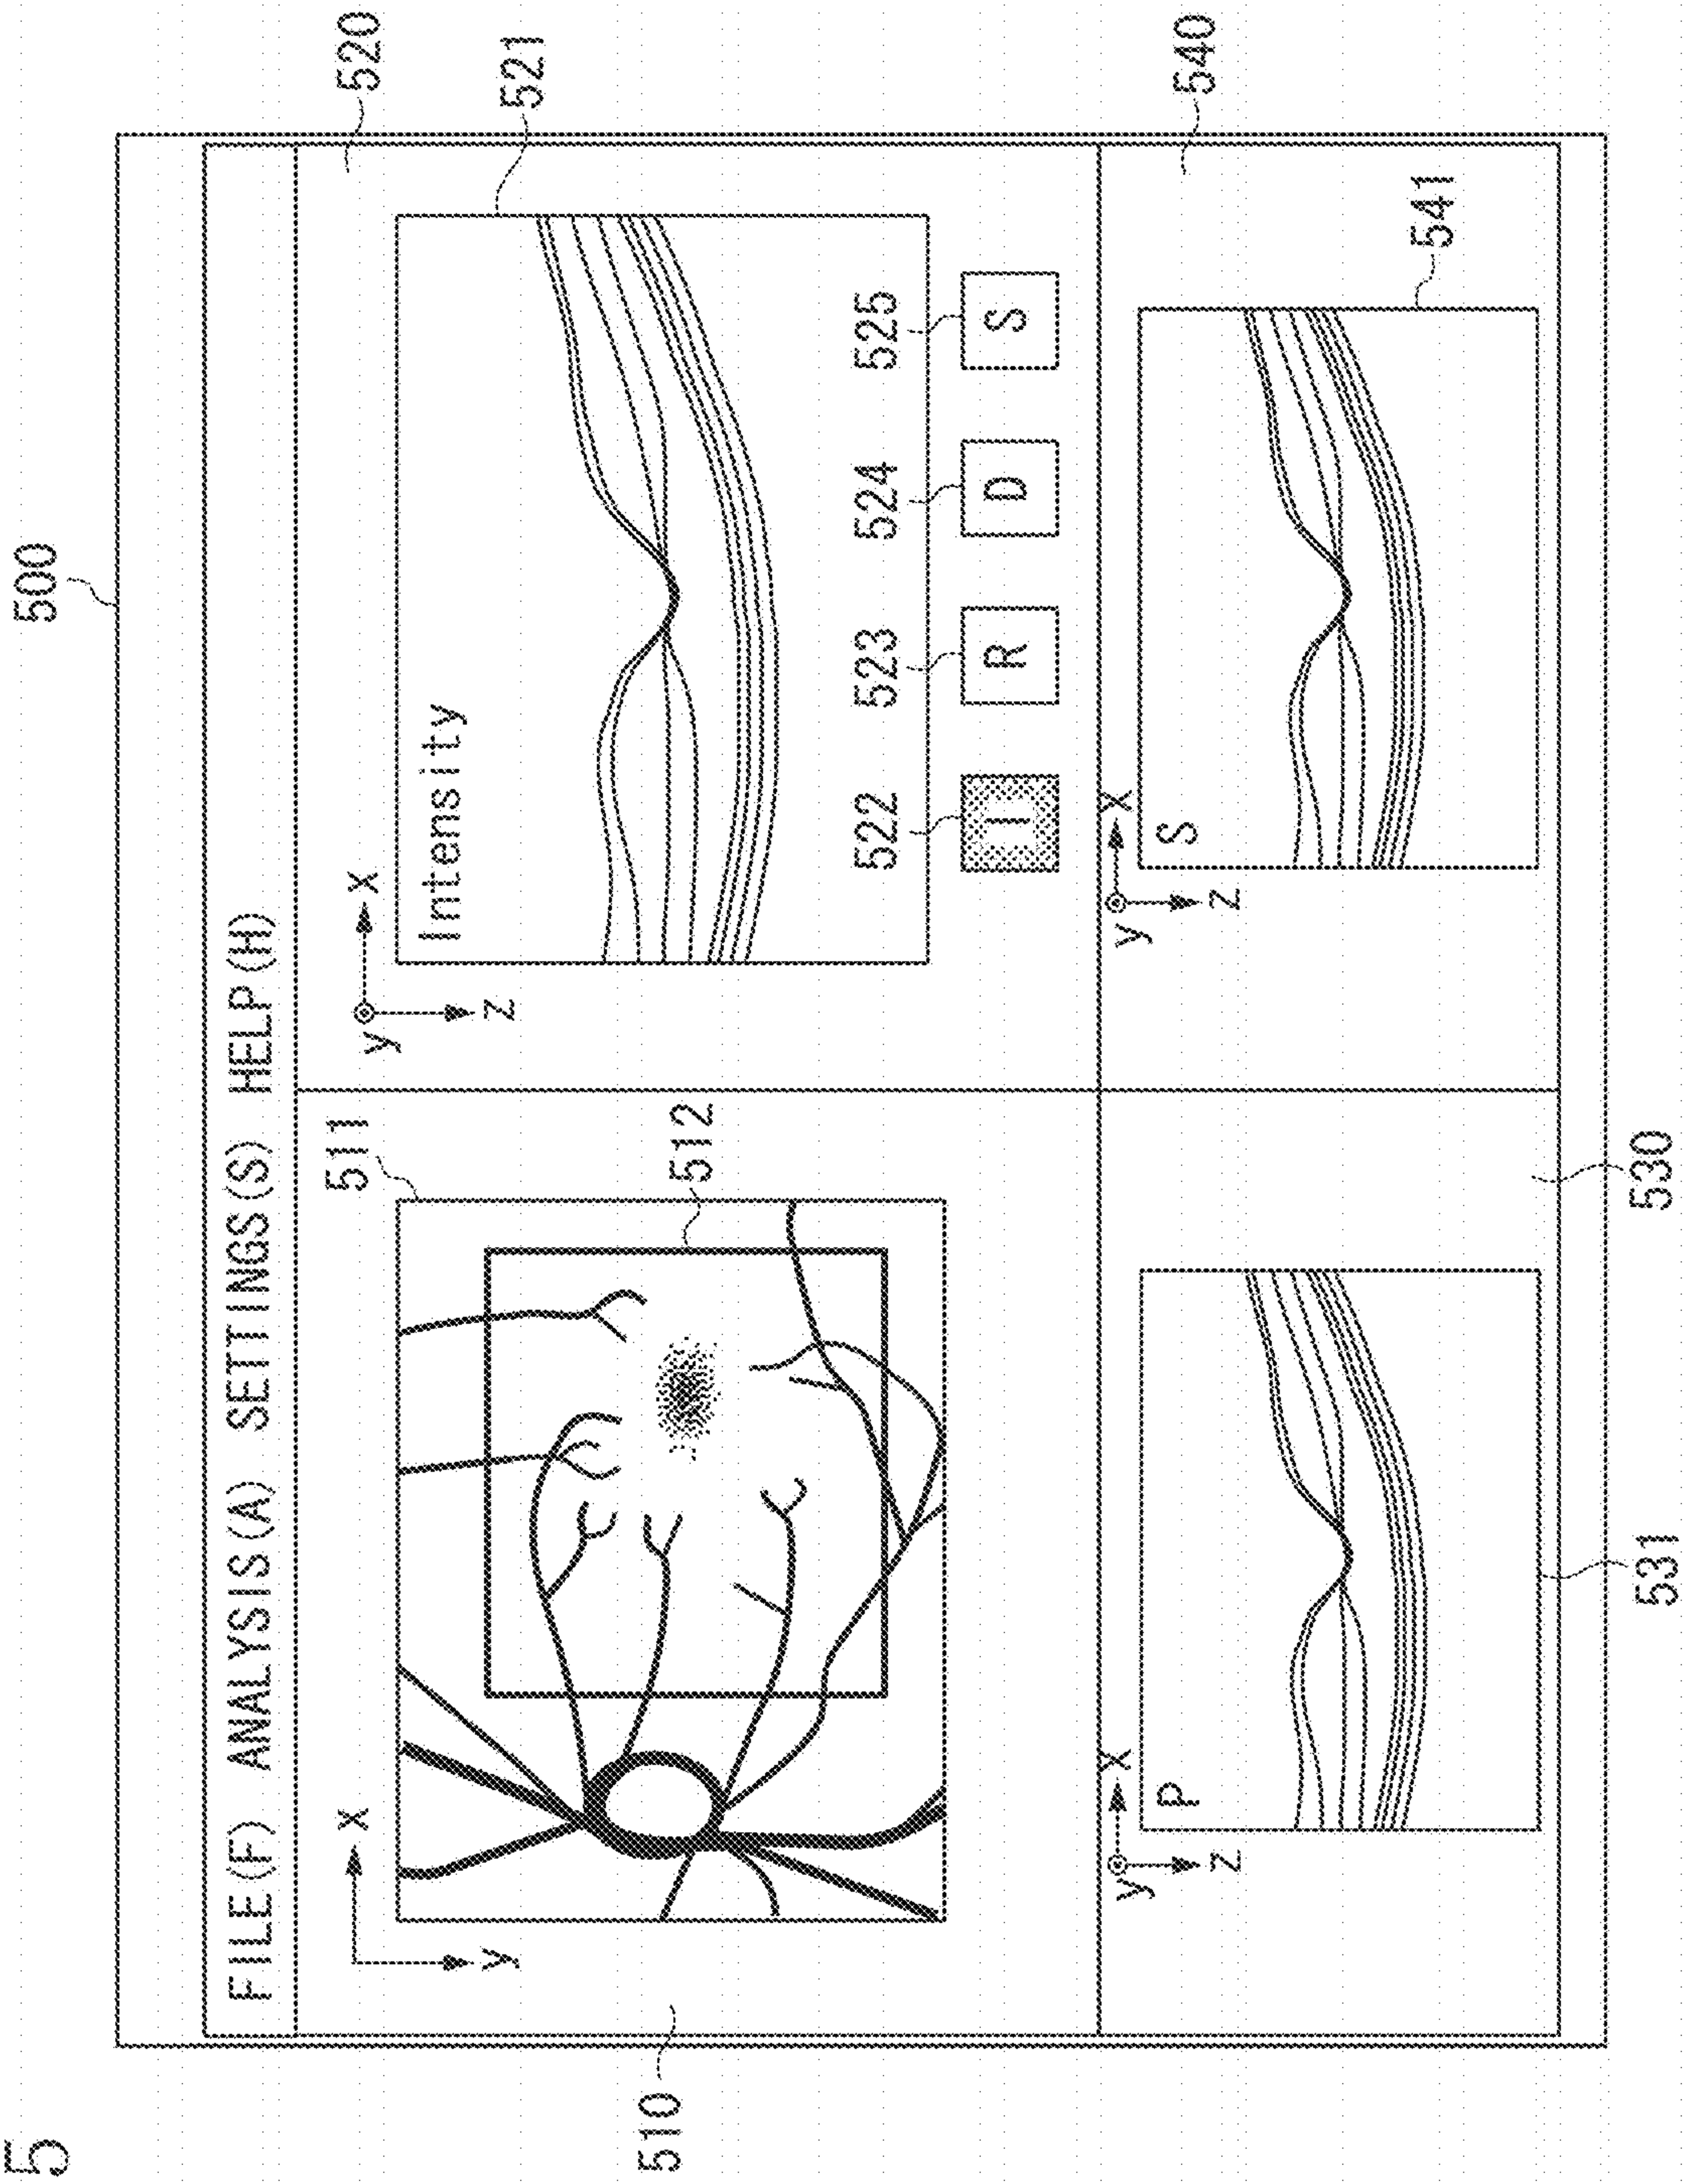 5
500
FILE(F) ANALYSIS(A) SETTINGS(S) HELP(H)
520
x
y
511
512
510
x
y
z
Intensity
521
522
523
524
525
I
R
D
S
x
y
z
P
531
530
x
y
z
S
541
540